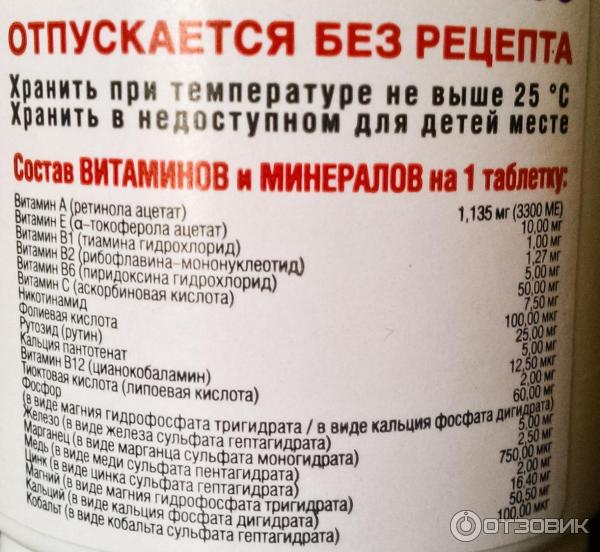 ОТПУСКАЕТСЯ БЕЗ РЕЦЕПТА
Хранить при температуре не выше 25 °С
Хранить в недоступном для детей месте
Состав ВИТАМИНОВ и МИНЕРАЛОВ на 1 таблетку:
Витамин А (ретинола ацетат) 1,135 мг (3300 МЕ)
Витамин Е (α-токоферола ацетат) 10,00 мг
Витамин В1 (тиамина гидрохлорид) 1,00 мг
Витамин В2 (рибофлавина-мононуклеотид) 1,27 мг
Витамин В6 (пиридоксина гидрохлорид) 5,00 мг
Витамин С (аскорбиновая кислота) 50,00 мг
Никотинамид 7,50 мг
Фолиевая кислота 100,00 мкг
Рутозид (рутин) 25,00 мг
Кальция пантотенат 5,00 мг
Витамин В12 (цианокобаламин) 12,50 мкг
Тиоктовая кислота (липоевая кислота) 2,00 мг
Фосфор 60,00 мг
(в виде магния гидрофосфата тригидрата / в виде кальция фосфата дигидрата)
Железо (в виде железа сульфата гептагидрата) 5,00 мг
Марганец (в виде марганца сульфата моногидрата) 2,50 мг
Медь (в виде меди сульфата пентагидрата) 750,00 мкг
Цинк (в виде цинка сульфата гептагидрата) 2,00 мг
Магний (в виде магния гидрофосфата тригидрата) 16,40 мг
Кальций (в виде кальция фосфата дигидрата) 50,50 мг
Кобальт (в виде кобальта сульфата гептагидрата) 100,00 мкг
ОТЗОВИК